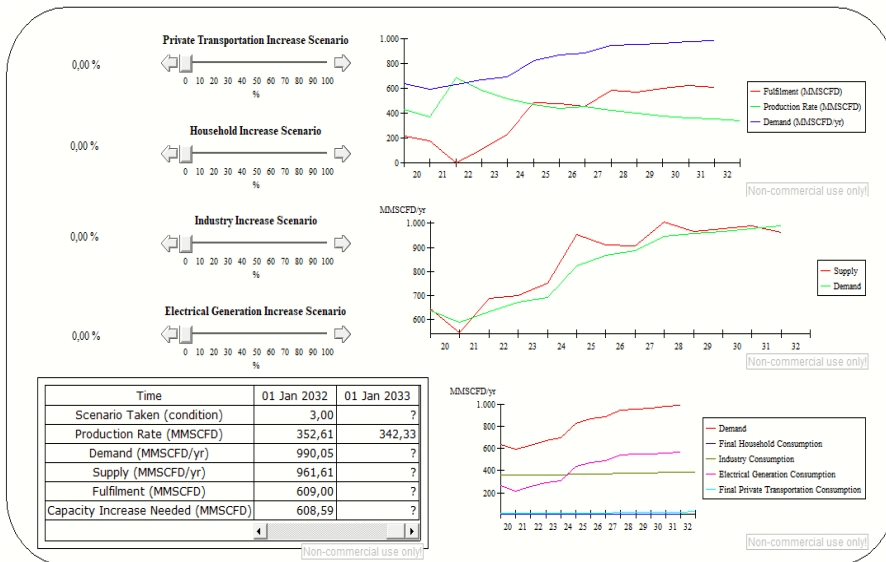 Private Transportation Increase Scenario
0,00 %
0 10 20 30 40 50 60 70 80 90 100
%
Household Increase Scenario
0,00 %
0 10 20 30 40 50 60 70 80 90 100
%
Industry Increase Scenario
0,00 %
0 10 20 30 40 50 60 70 80 90 100
%
Electrical Generation Increase Scenario
0,00 %
0 10 20 30 40 50 60 70 80 90 100
%
1.000
800
600
400
200
0
20 21 22 23 24 25 26 27 28 29 30 31 32
Fulfilment (MMSCFD)
Production Rate (MMSCFD)
Demand (MMSCFD/yr)
Non-commercial use only!
MMSCFD/yr
1.000
900
800
700
600
20 21 22 23 24 25 26 27 28 29 30 31 32
Supply
Demand
Non-commercial use only!
Time 01 Jan 2032 01 Jan 2033
Scenario Taken (condition) 3,00 ?
Production Rate (MMSCFD) 352,61 342,33
Demand (MMSCFD/yr) 990,05 ?
Supply (MMSCFD/yr) 961,61 ?
Fulfilment (MMSCFD) 609,00 ?
Capacity Increase Needed (MMSCFD) 608,59 ?
Non-commercial use only!
MMSCFD/yr
1.000
800
600
400
200
20 21 22 23 24 25 26 27 28 29 30 31 32
Demand
Final Household Consumption
Industry Consumption
Electrical Generation Consumption
Final Private Transportation Consumption
Non-commercial use only!